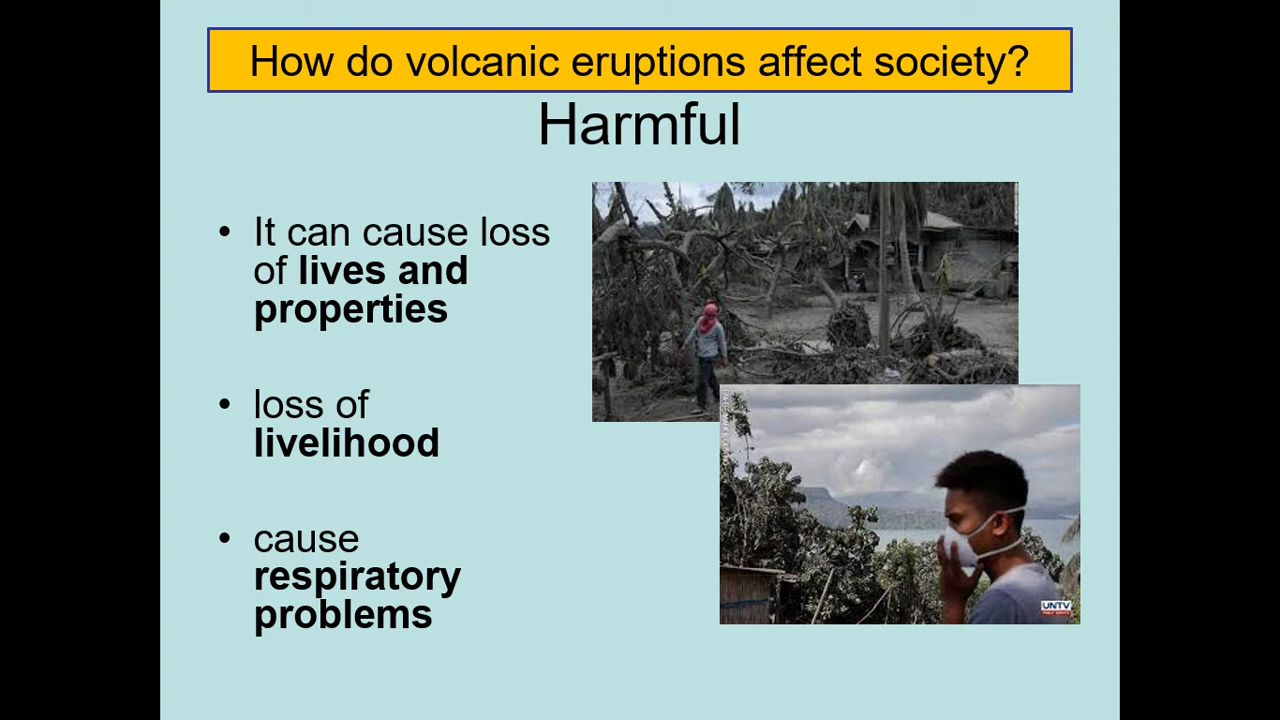 How do volcanic eruptions affect society?
Harmful
• It can cause loss
of lives and
properties
• loss of
livelihood
• cause
respiratory
problems
UNTV